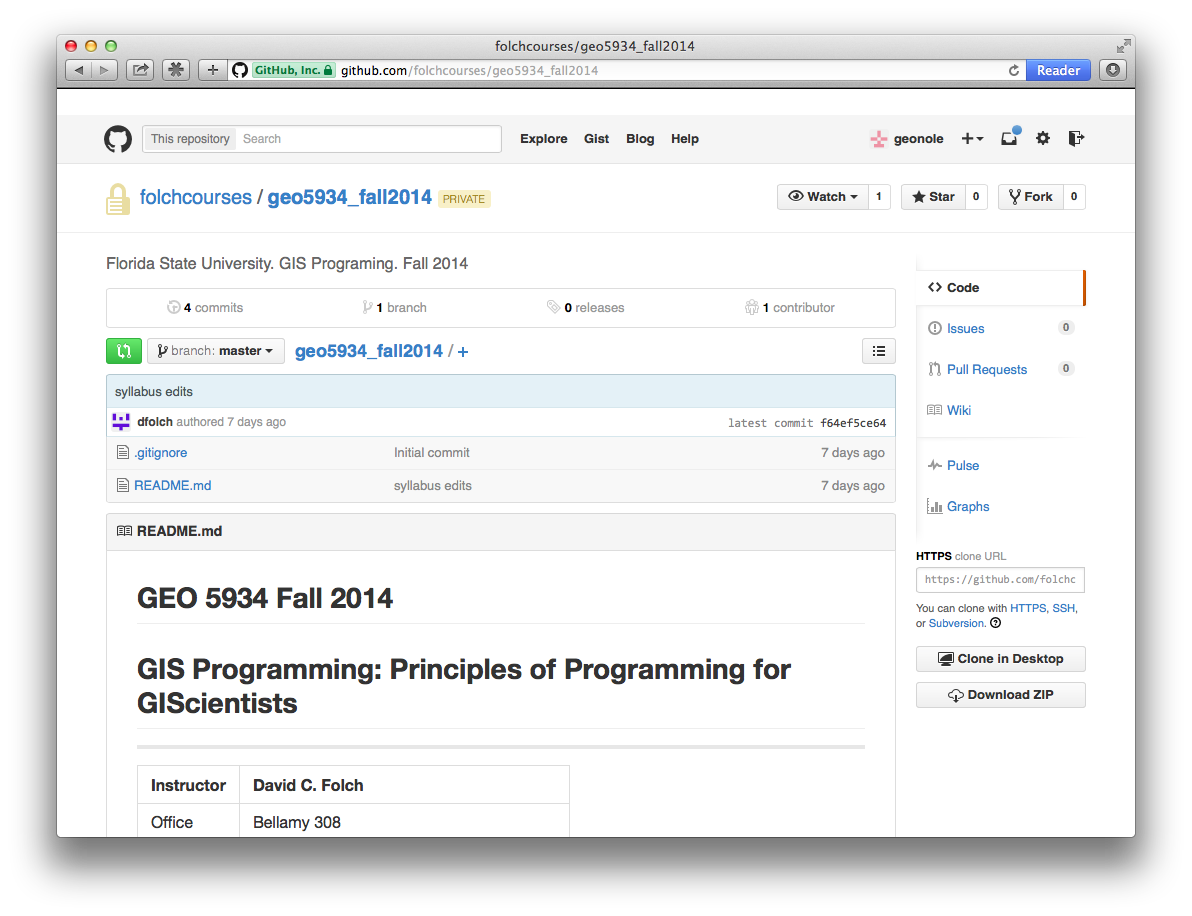 folchcourses/geo5934_fall2014
GitHub, Inc. github.com/folchcourses/geo5934_fall2014 Reader
This repository Search Explore Gist Blog Help geonole
folchcourses / geo5934_fall2014 PRIVATE Watch 1 Star 0 Fork 0
Florida State University. GIS Programing. Fall 2014
4 commits 1 branch 0 releases 1 contributor
branch: master geo5934_fall2014 / +
syllabus edits
dfolch authored 7 days ago latest commit f64ef5ce64
.gitignore Initial commit 7 days ago
README.md syllabus edits 7 days ago
README.md
GEO 5934 Fall 2014
GIS Programming: Principles of Programming for
GIScientists
Instructor David C. Folch
Office Bellamy 308
Code
Issues 0
Pull Requests 0
Wiki
Pulse
Graphs
HTTPS clone URL
https://github.com/folchc
You can clone with HTTPS, SSH,
or Subversion.
Clone in Desktop
Download ZIP